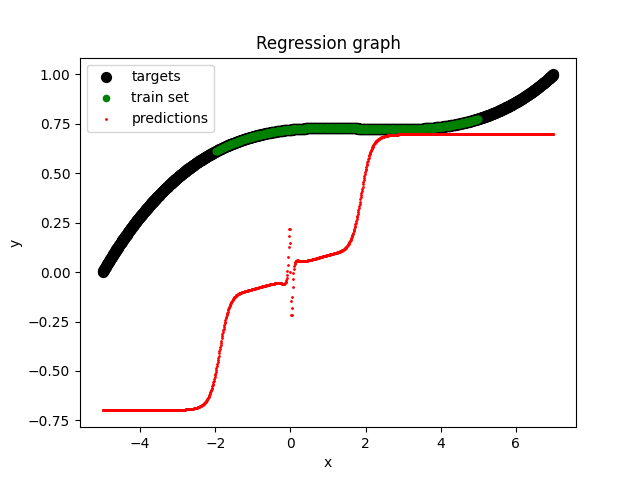 Regression graph
targets
train set
predictions
1.00
0.75
0.50
0.25
0.00
−0.25
−0.50
−0.75
y
−4 −2 0 2 4 6
x